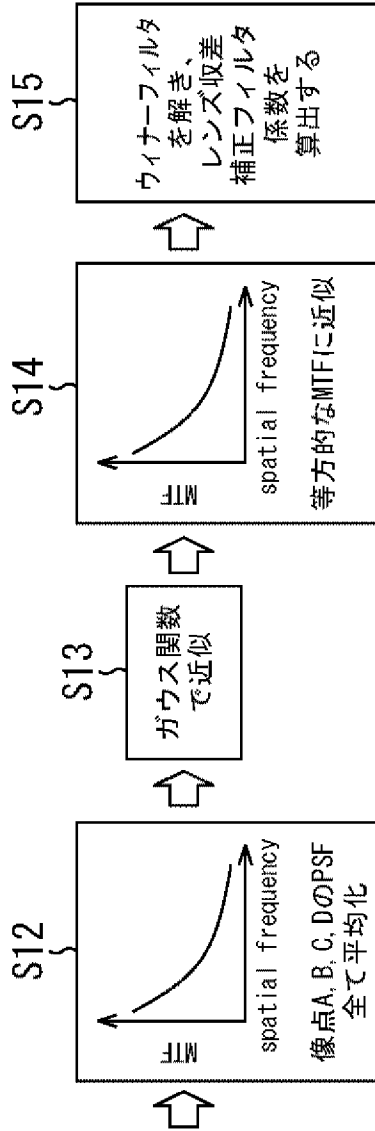 S12
MTF
spatial frequency
像点A, B, C, DのPSF
全て平均化
S13
ガウス関数
で近似
S14
MTF
spatial frequency
等方的なMTFに近似
S15
ウィナーフィルタ
を解き、
レンズ収差
補正フィルタ
係数を
算出する